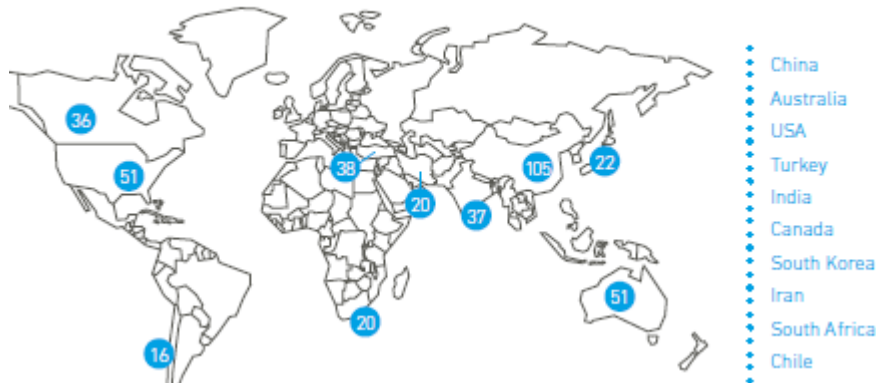 36
51
38
20
37
105
22
51
20
16
China
Australia
USA
Turkey
India
Canada
South Korea
Iran
South Africa
Chile